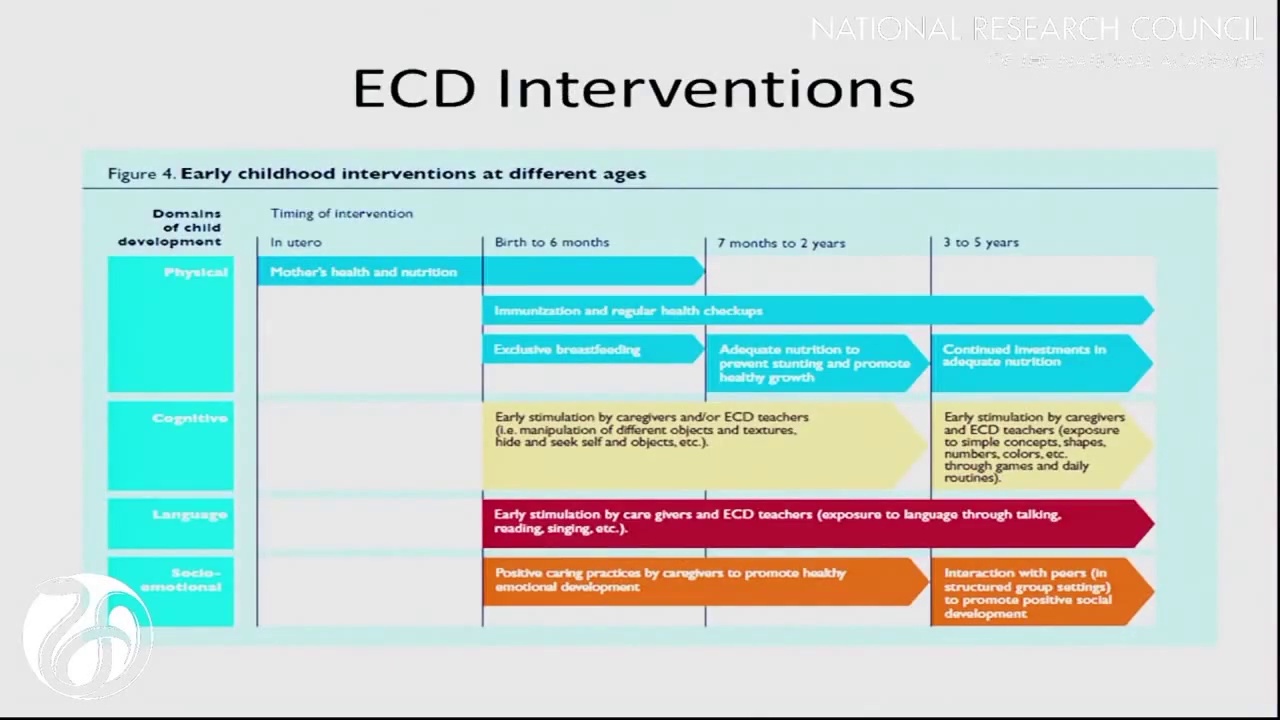 NATIONAL RESEARCH COUNCIL
ECD Interventions
Figure 4. Early childhood interventions at different ages
Domains
of child
development
Timing of intervention
In utero
Birth to 6 months
7 months to 2 years
3 to 5 years
Physical
Mother's health and nutrition
Immunization and regular health checkups
Exclusive breastfeeding
Adequate nutrition to
prevent stunting and promote
healthy growth
Continued investments in
adequate nutrition
Cognitive
Early stimulation by caregivers and/or ECD teachers
(i.e. manipulation of different objects and textures,
hide and seek self and objects, etc.).
Early stimulation by caregivers
and ECD teachers (exposure
to simple concepts, shapes,
numbers, colors, etc.
through games and daily
routines).
Language
Early stimulation by care givers and ECD teachers (exposure to language through talking,
reading, singing, etc.).
Socio-
emotional
Positive caring practices by caregivers to promote healthy
emotional development
Interaction with peers (in
structured group settings)
to promote positive social
development